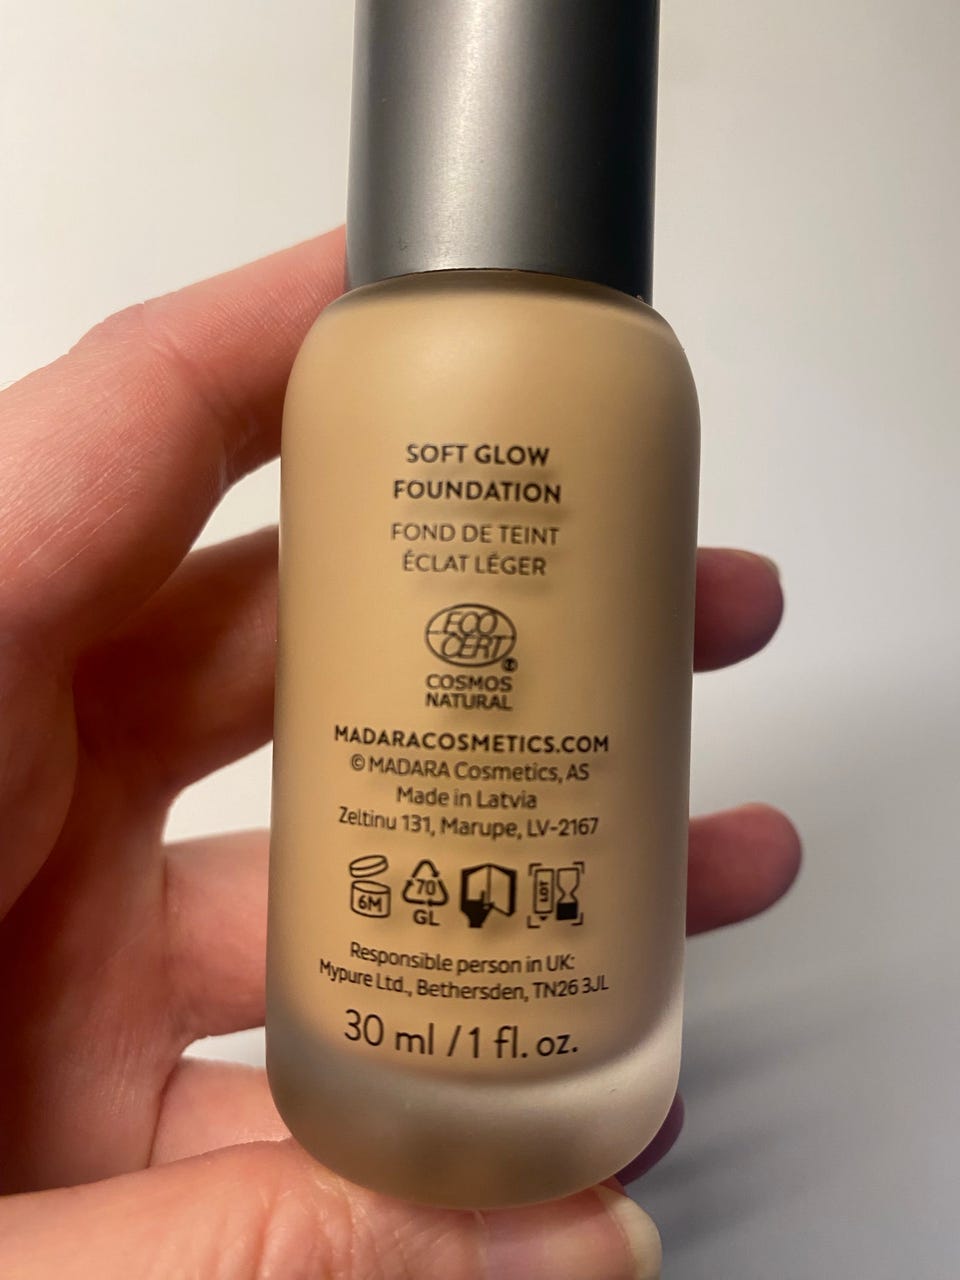 SOFT GLOW
FOUNDATION
FOND DE TEINT
ÉCLAT LÉGER
ECO
CERT
®
COSMOS
NATURAL
MADARACOSMETICS.COM
© MADARA Cosmetics, AS
Made in Latvia
Zeltinu 131, Marupe, LV-2167
6M
70
GL
LOT
Responsible person in UK:
Mypure Ltd., Bethersden, TN26 3JL
30 ml / 1 fl. oz.